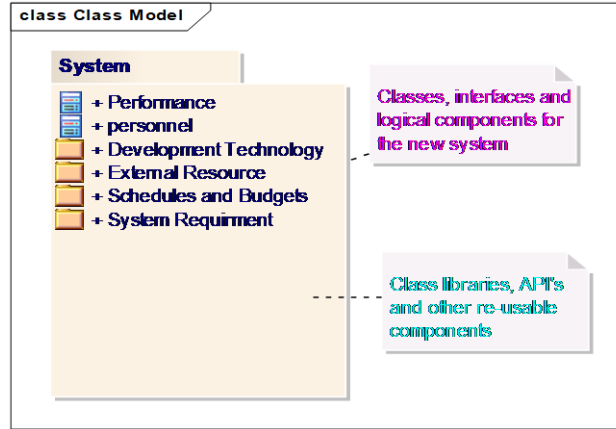 class Class Model
System
+ Performance
+ personnel
+ Development Technology
+ External Resource
+ Schedules and Budgets
+ System Requirment
Classes, interfaces and
logical components for
the new system
Class libraries, API's
and other re-usable
components